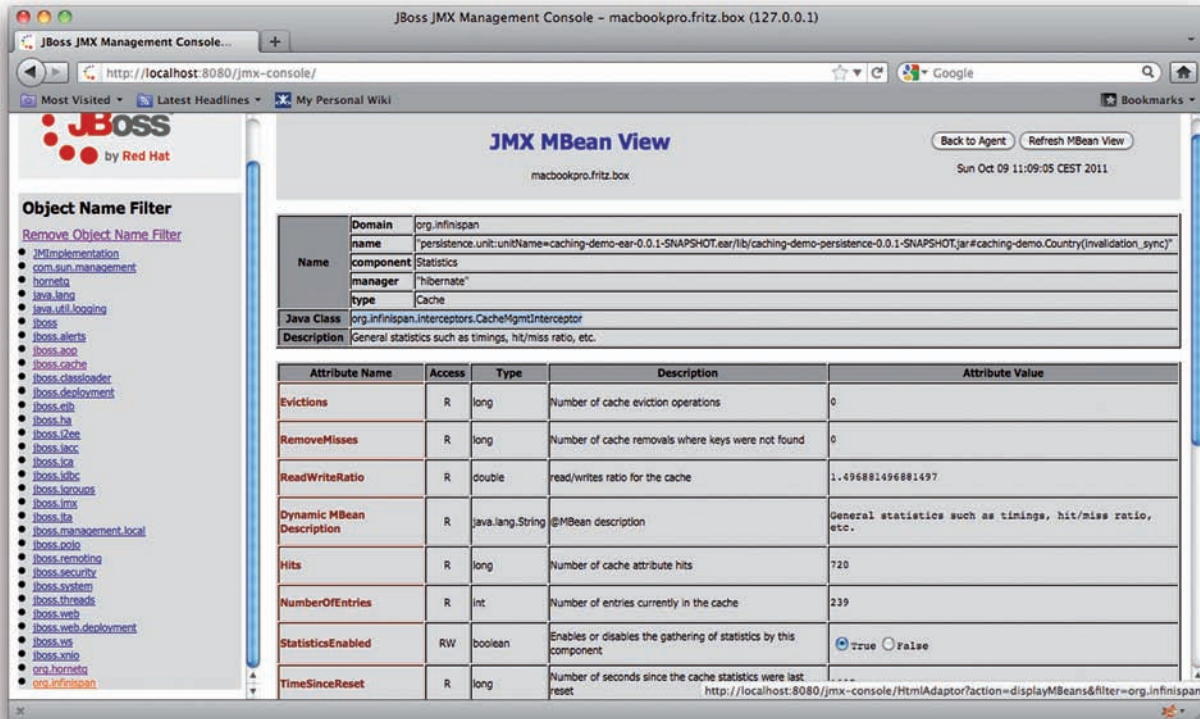 JBoss JMX Management Console – macbookpro.fritz.box (127.0.0.1)
JBoss JMX Management Console...
http://localhost:8080/jmx-console/
Google
Most Visited
Latest Headlines
My Personal Wiki
Bookmarks
JBoss
by Red Hat
Object Name Filter
Remove Object Name Filter
JMImplementation
com.sun.management
hornetq
java.lang
java.util.logging
jboss
jboss.alerts
jboss.aop
jboss.cache
jboss.classloader
jboss.deployment
jboss.ejb
jboss.ha
jboss.j2ee
jboss.jacc
jboss.jca
jboss.jdbc
jboss.jgroups
jboss.jmx
jboss.jta
jboss.management.local
jboss.pojo
jboss.remoting
jboss.security
jboss.system
jboss.threads
jboss.web
jboss.web.deployment
jboss.ws
jboss.xnio
org.hornetq
org.infinispan
JMX MBean View
macbookpro.fritz.box
Back to Agent Refresh MBean View
Sun Oct 09 11:09:05 CEST 2011
Name
Domain org.infinispan
name "persistence.unit:unitName=caching-demo-ear-0.0.1-SNAPSHOT.ear/lib/caching-demo-persistence-0.0.1-SNAPSHOT.jar#caching-demo.Country(invalidation_sync)"
component Statistics
manager "hibernate"
type Cache
Java Class org.infinispan.interceptors.CacheMgmtInterceptor
Description General statistics such as timings, hit/miss ratio, etc.
Attribute Name Access Type Description Attribute Value
Evictions R long Number of cache eviction operations 0
RemoveMisses R long Number of cache removals where keys were not found 0
ReadWriteRatio R double read/writes ratio for the cache 1.496881496881497
Dynamic MBean Description R java.lang.String @MBean description General statistics such as timings, hit/miss ratio, etc.
Hits R long Number of cache attribute hits 720
NumberOfEntries R int Number of entries currently in the cache 239
StatisticsEnabled RW boolean Enables or disables the gathering of statistics by this component True False
TimeSinceReset R long Number of seconds since the cache statistics were last reset
http://localhost:8080/jmx-console/HtmlAdaptor?action=displayMBeans&filter=org.infinispan